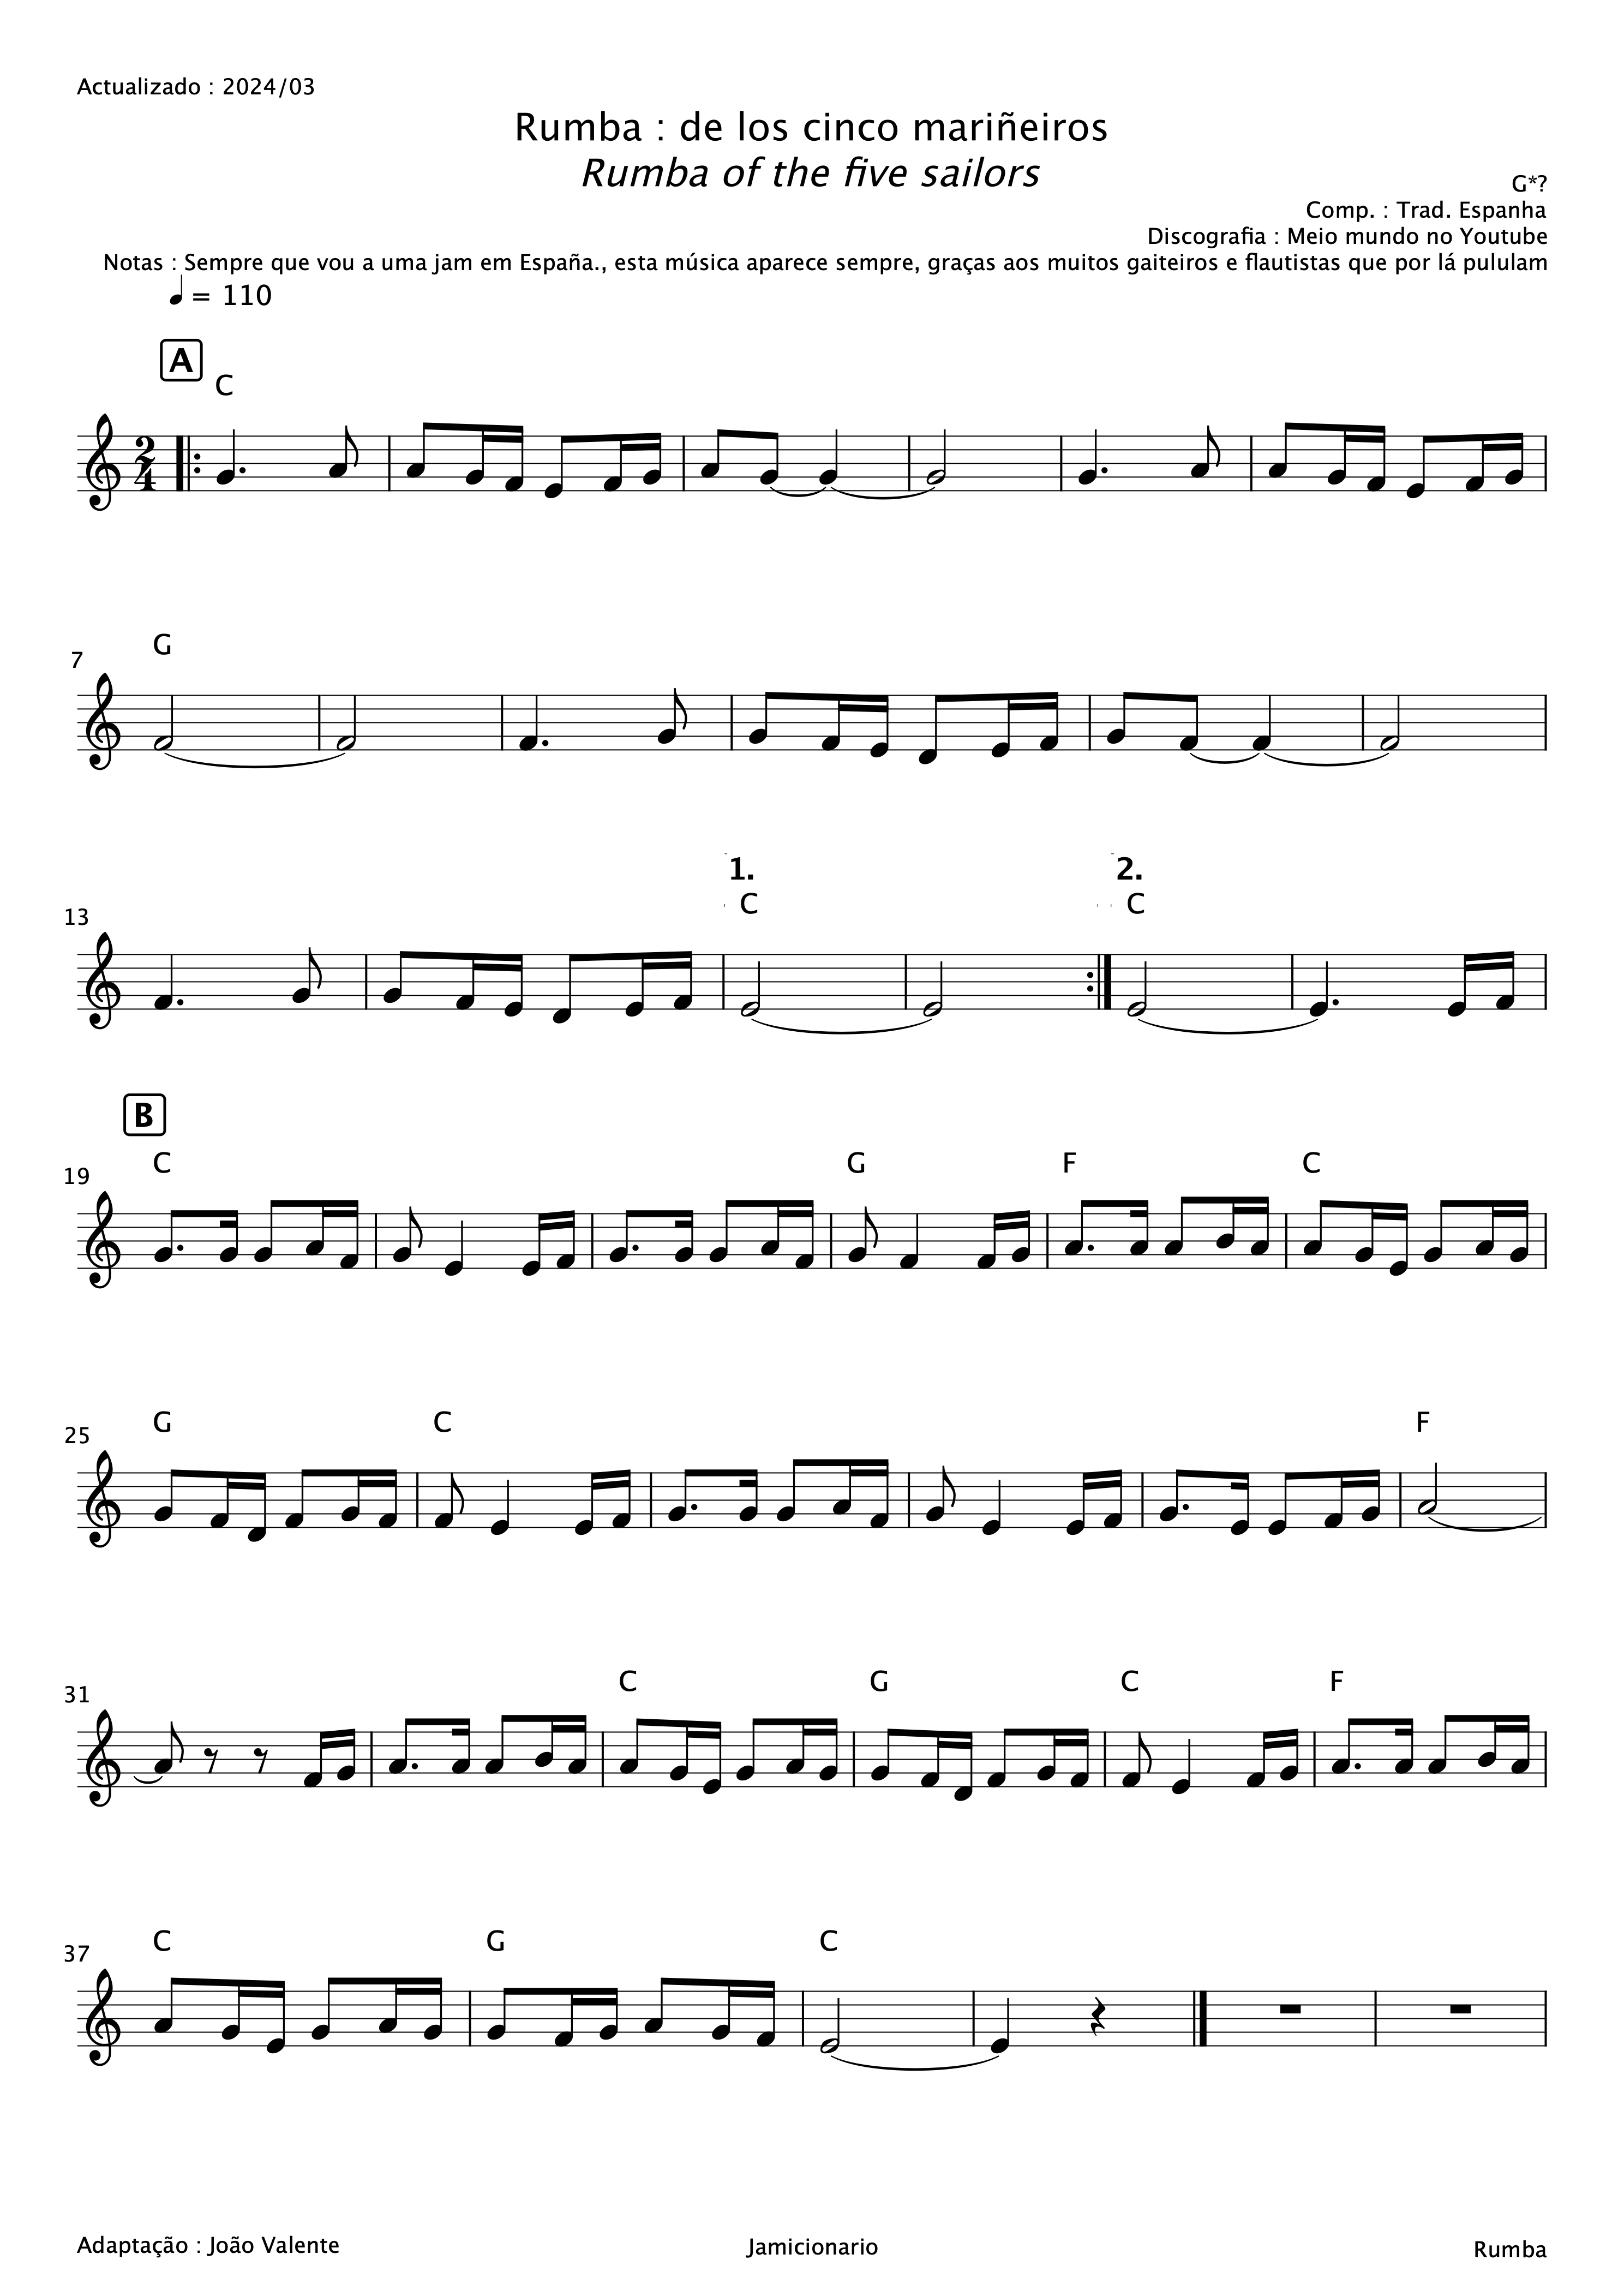 Actualizado : 2024/03
Rumba : de los cinco mariñeiros
Rumba of the five sailors
G*?
Comp. : Trad. Espanha
Discografia : Meio mundo no Youtube
Notas : Sempre que vou a uma jam em España., esta música aparece sempre, graças aos muitos gaiteiros e flautistas que por lá pululam
= 110
A
C
2
4
7
G
1. 2.
C C
13
B
C G F C
19
G C F
25
C G C F
31
C G C
37
Adaptação : João Valente Jamicionario Rumba